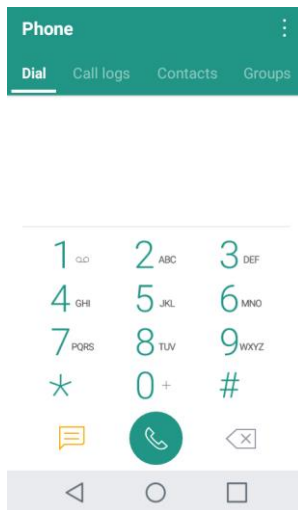 Phone
Dial Call logs Contacts Groups
1 2 ABC 3 DEF
4 GHI 5 JKL 6 MNO
7 PQRS 8 TUV 9 WXYZ
* 0 + #